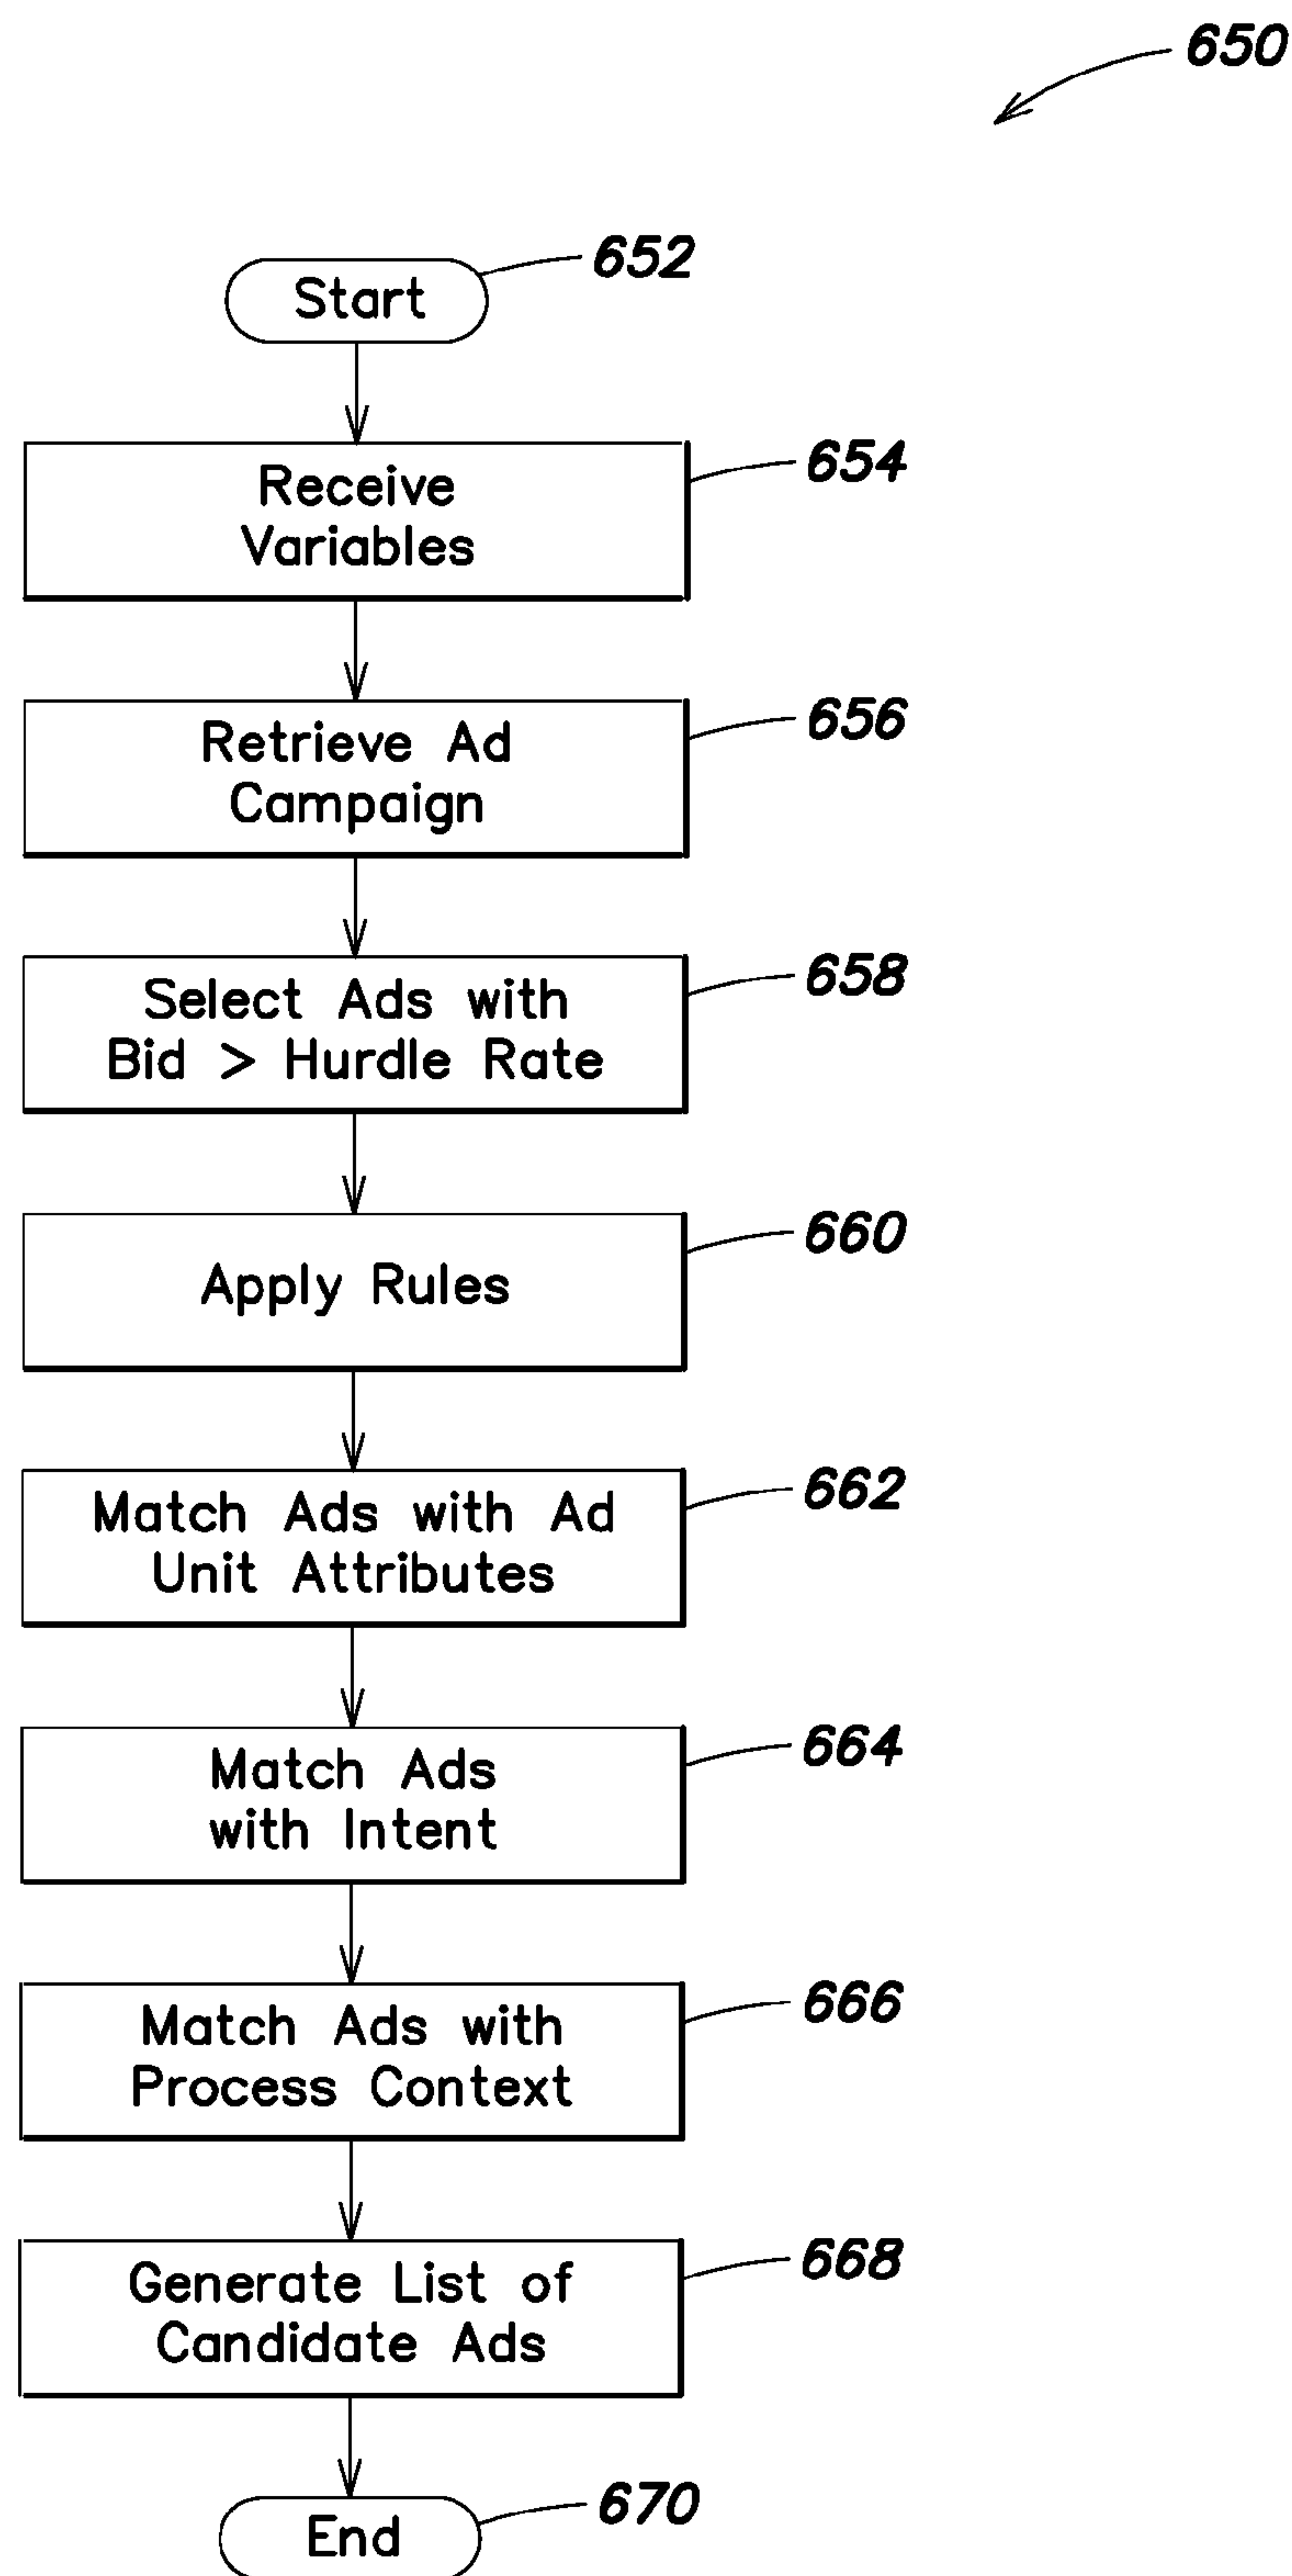 650
Start
652
Receive
Variables
654
Retrieve Ad
Campaign
656
Select Ads with
Bid > Hurdle Rate
658
Apply Rules
660
Match Ads with Ad
Unit Attributes
662
Match Ads
with Intent
664
Match Ads with
Process Context
666
Generate List of
Candidate Ads
668
End
670